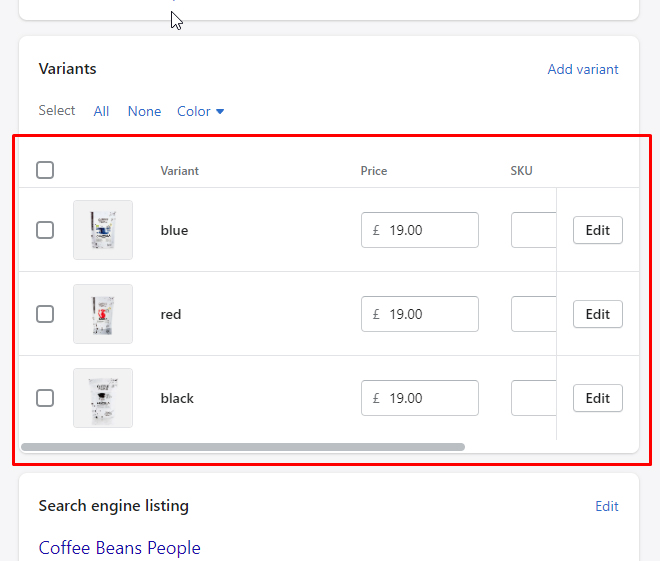 Variants Add variant
Select All None Color
Variant Price SKU
blue £ 19.00 Edit
red £ 19.00 Edit
black £ 19.00 Edit
Search engine listing Edit
Coffee Beans People